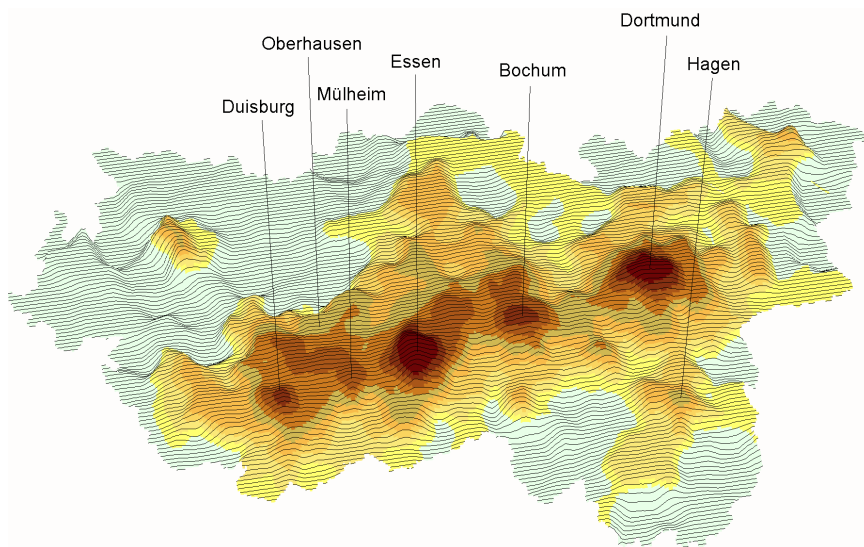 Dortmund
Oberhausen
Essen
Bochum
Hagen
Mülheim
Duisburg